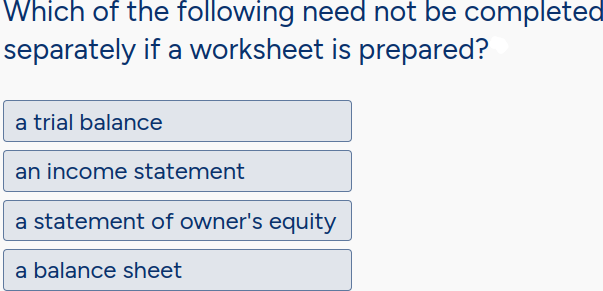 Which of the following need not be completed
separately if a worksheet is prepared?
a trial balance
an income statement
a statement of owner's equity
a balance sheet